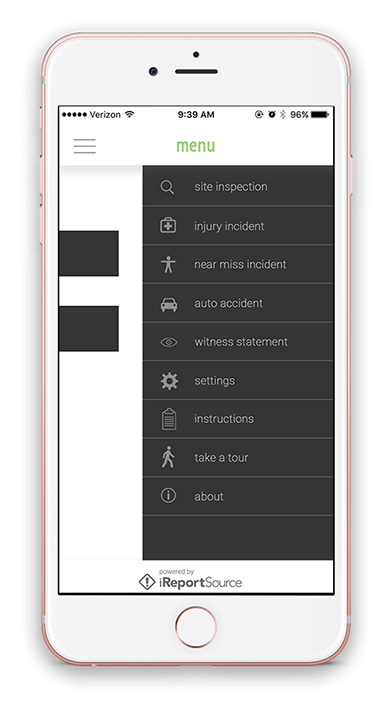 Verizon 9:39 AM 96%
menu
site inspection
injury incident
near miss incident
auto accident
witness statement
settings
instructions
take a tour
about
powered by
iReportSource